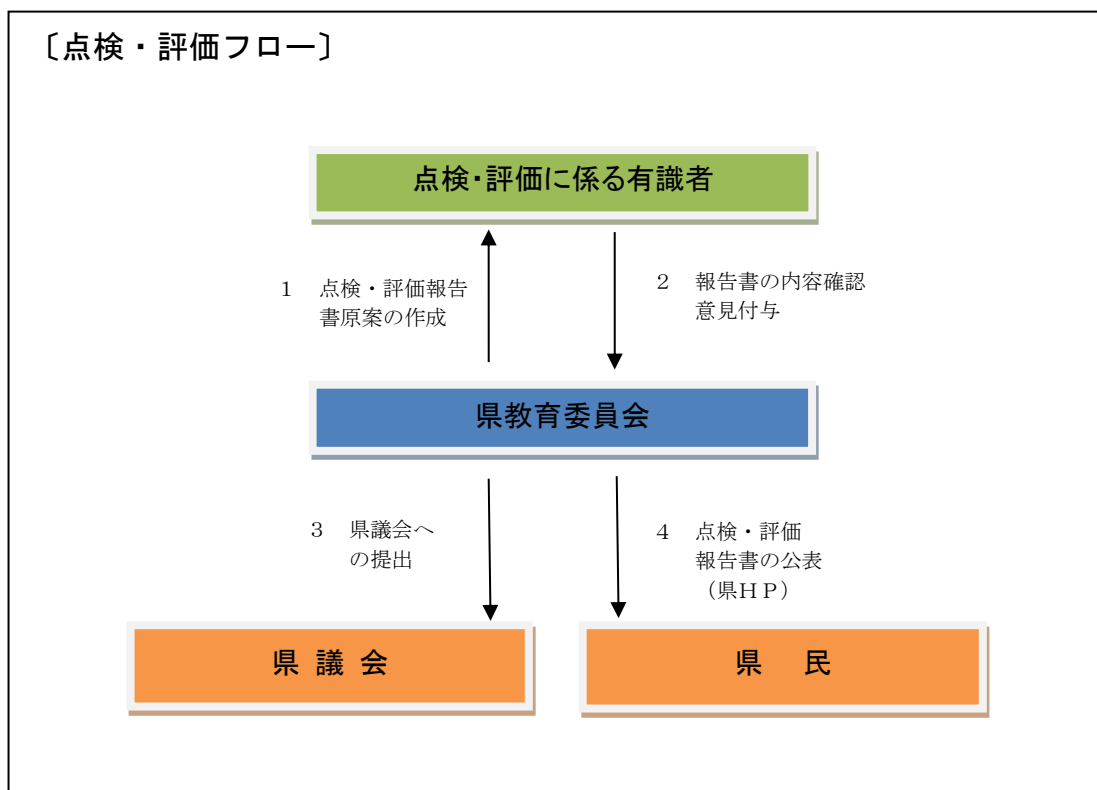 〔点検・評価フロー〕
点検・評価に係る有識者
1 点検・評価報告
書原案の作成
2 報告書の内容確認
意見付与
県教育委員会
3 県議会へ
の提出
4 点検・評価
報告書の公表
（県ＨＰ）
県 議 会
県 民